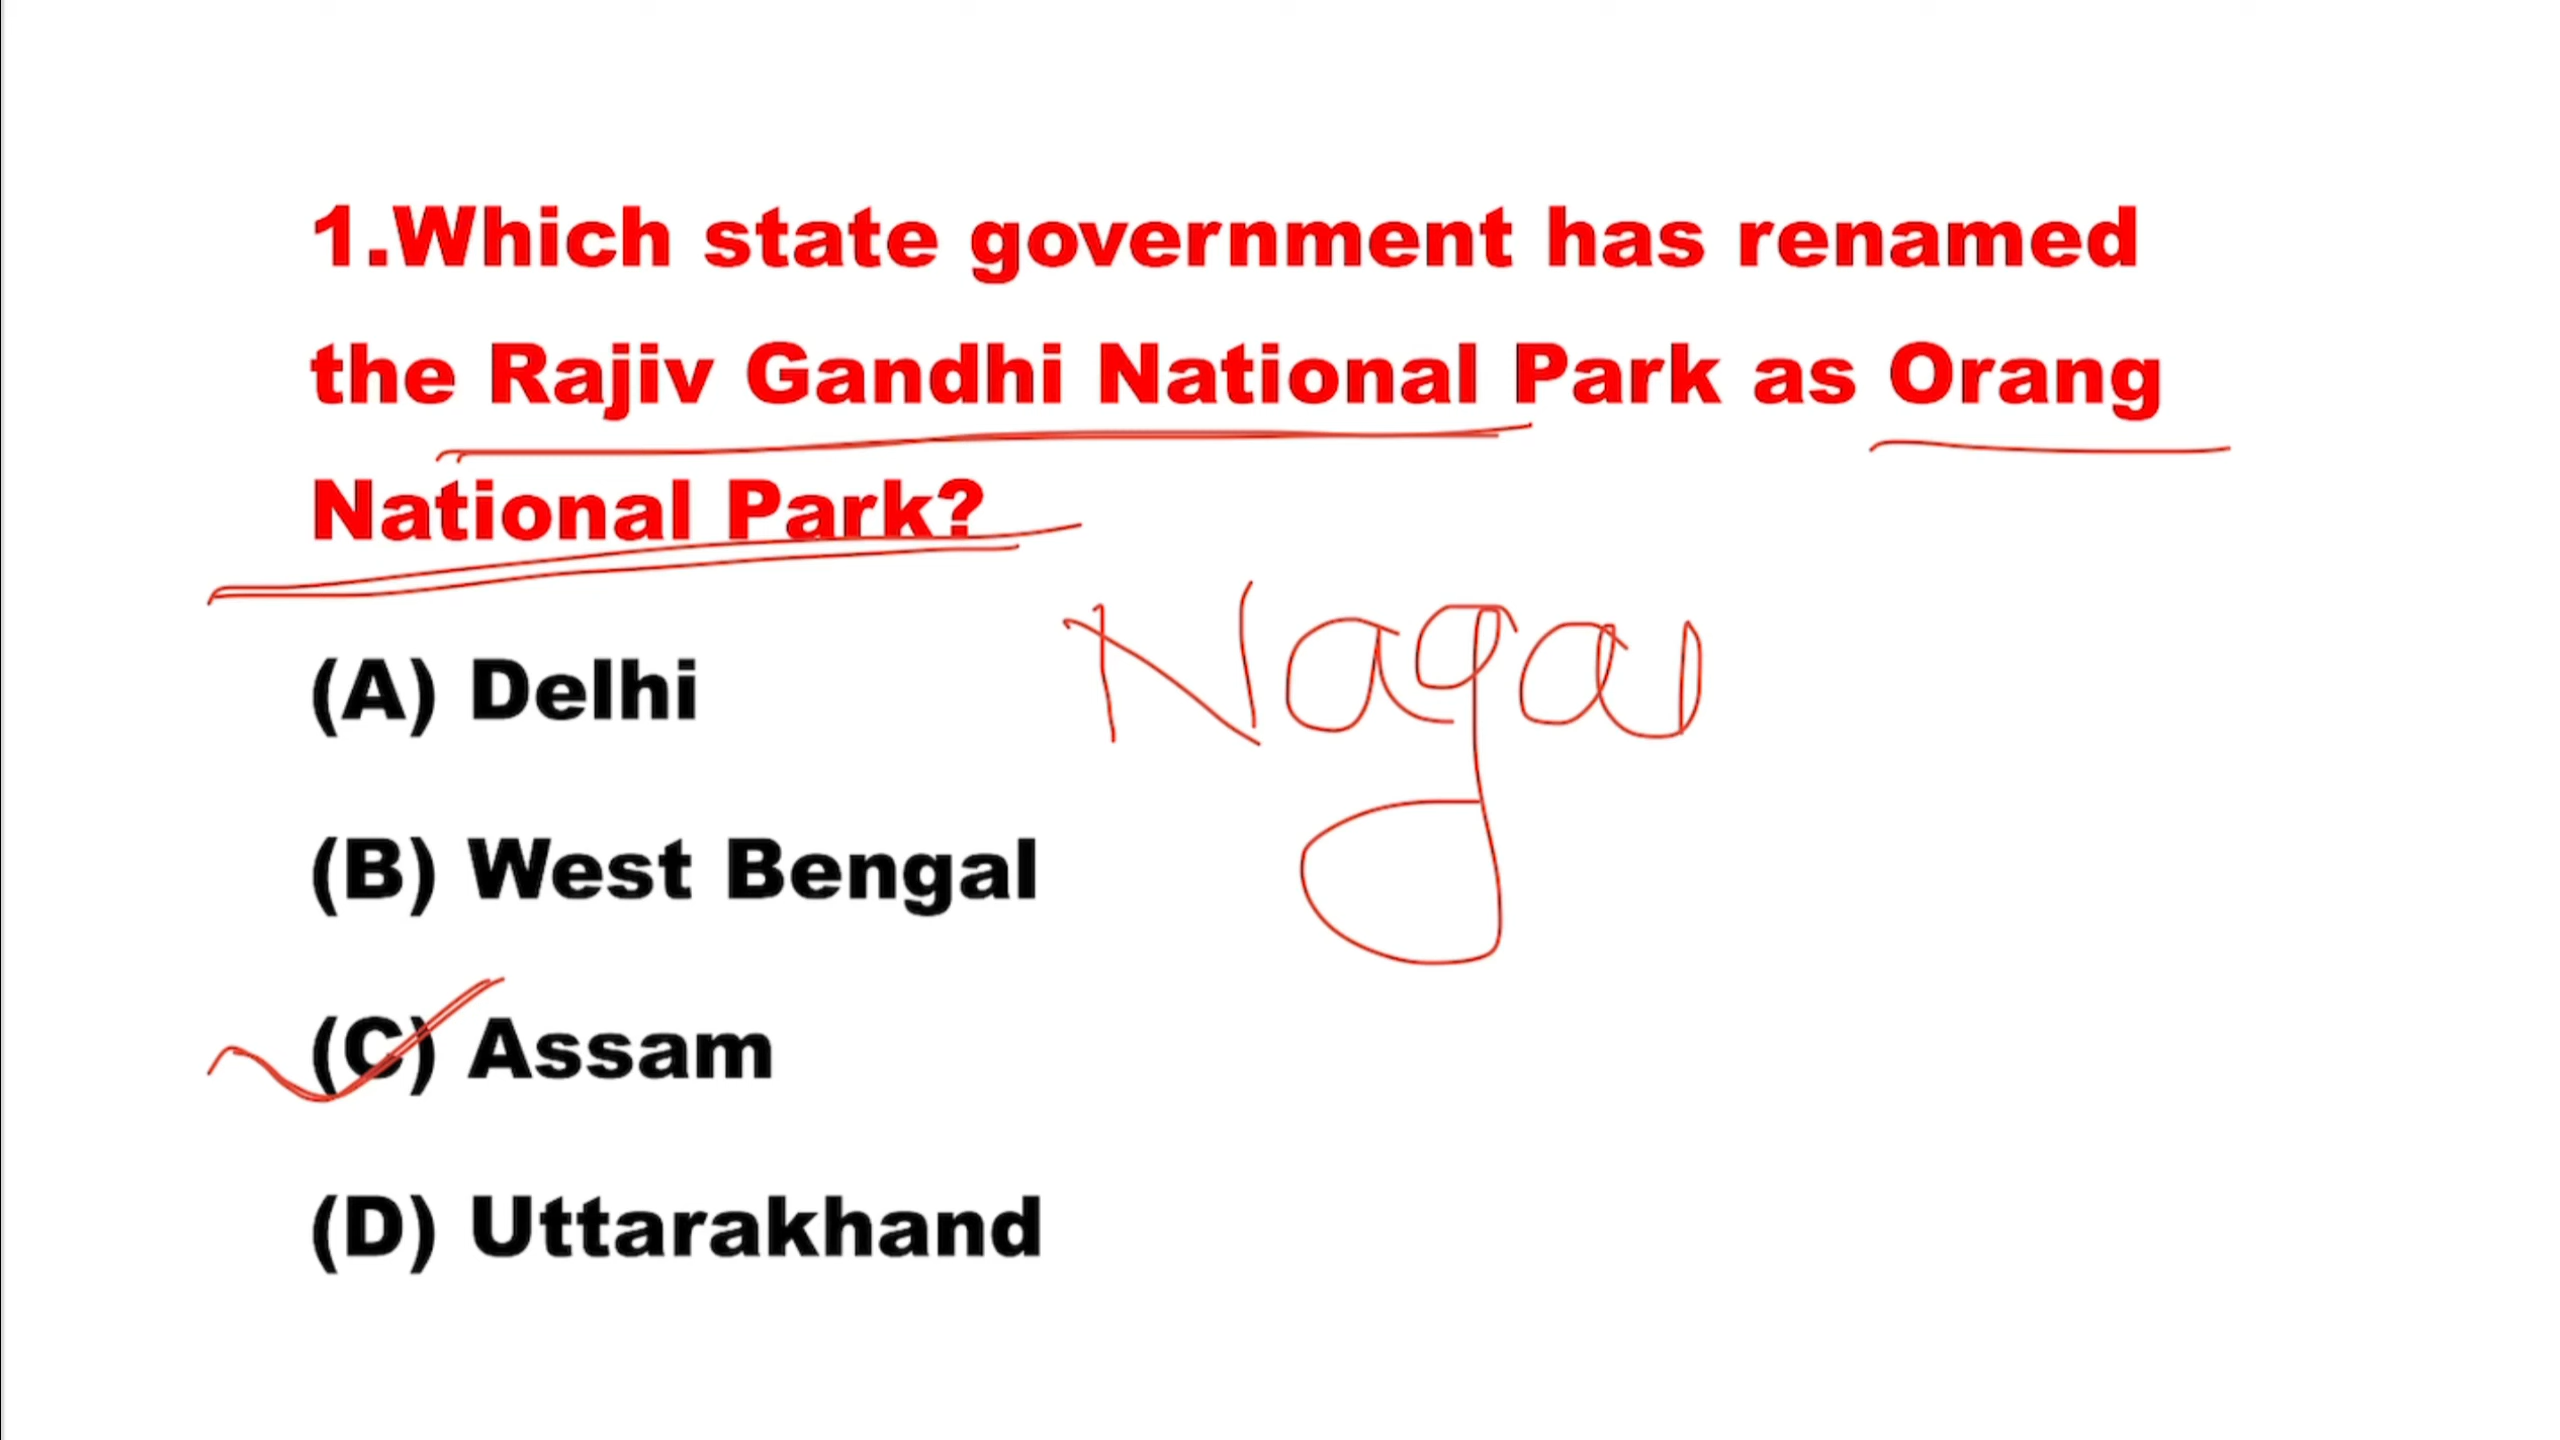 1.Which state government has renamed
the Rajiv Gandhi National Park as Orang
National Park?
(A) Delhi
(B) West Bengal
(C) Assam
(D) Uttarakhand